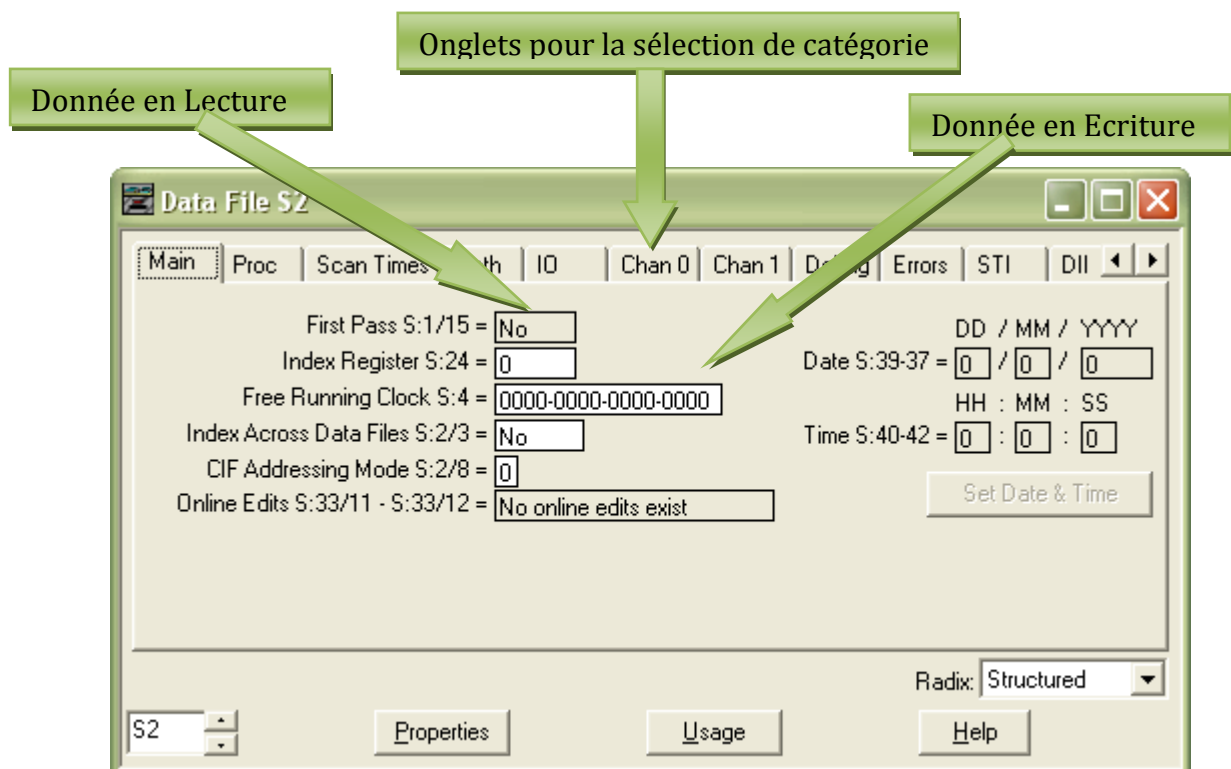 Onglets pour la sélection de catégorie
Donnée en Lecture
Donnée en Ecriture
Data File S2
Main Proc Scan Times IO Chan 0 Chan 1 Errors STI DII
First Pass S:1/15 = No
Index Register S:24 = 0
Free Running Clock S:4 = 0000-0000-0000-0000
Index Across Data Files S:2/3 = No
CIF Addressing Mode S:2/8 = 0
Online Edits S:33/11 - S:33/12 = No online edits exist
DD / MM / YYYY
Date S:39-37 = 0 / 0 / 0
HH : MM : SS
Time S:40-42 = 0 : 0 : 0
Set Date & Time
Radix: Structured
S2 Properties Usage Help